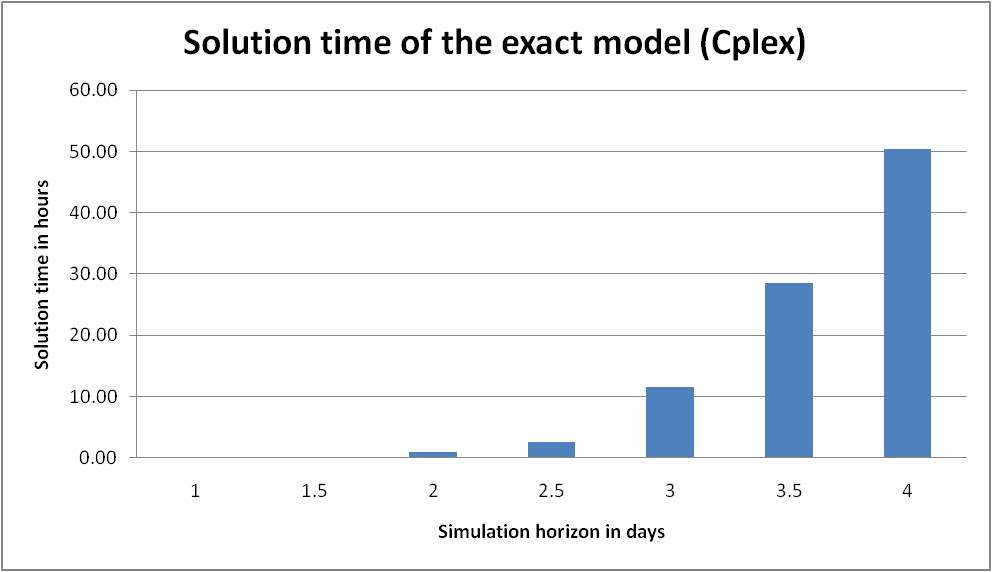 Solution time of the exact model (Cplex)
60.00
50.00
40.00
30.00
20.00
10.00
0.00
Solution time in hours
1 1.5 2 2.5 3 3.5 4
Simulation horizon in days